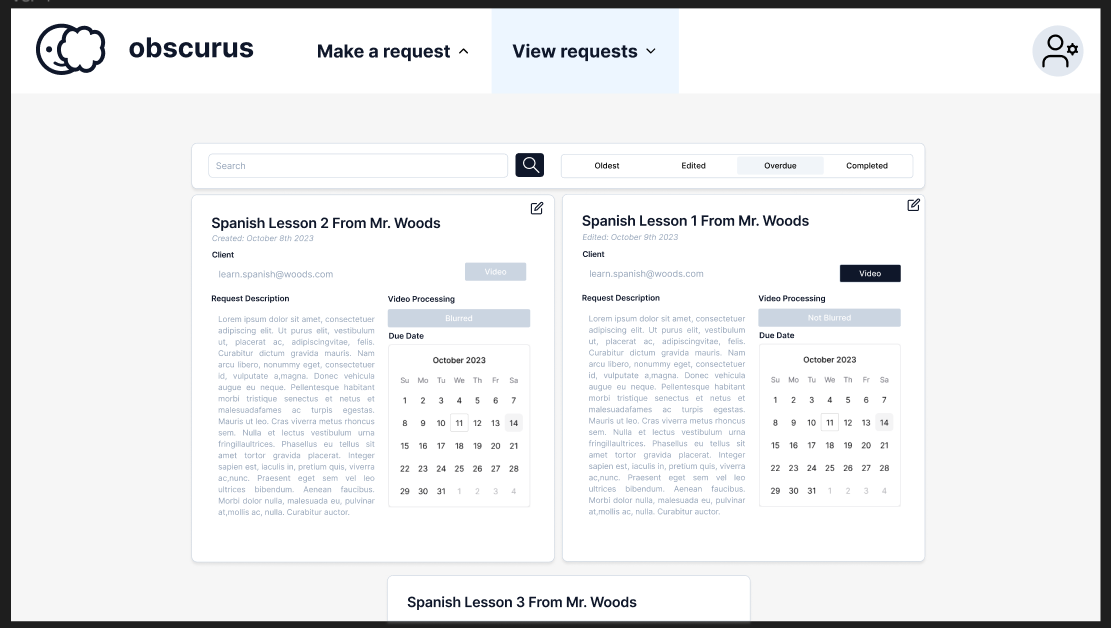 obscurus
Make a request
View requests
Search
Oldest
Edited
Overdue
Completed
Spanish Lesson 2 From Mr. Woods
Created: October 8th 2023
Client
learn.spanish@woods.com
Video
Request Description
Lorem ipsum dolor sit amet, consectetuer
adipiscing elit. Ut purus elit, vestibulum
ut, placerat ac, adipiscingvitae, felis.
Curabitur dictum gravida mauris. Nam
arcu libero, nonummy eget, consectetuer
id, vulputate a,magna. Donec vehicula
augue eu neque. Pellentesque habitant
morbi tristique senectus et netus et
malesuadafames ac turpis egestas.
Mauris ut leo. Cras viverra metus rhoncus
sem. Nulla et lectus vestibulum urna
fringillaultrices. Phasellus eu tellus sit
amet tortor gravida placerat. Integer
sapien est, iaculis in, pretium quis, viverra
ac,nunc. Praesent eget sem vel leo
ultrices bibendum. Aenean faucibus.
Morbi dolor nulla, malesuada eu, pulvinar
at,mollis ac, nulla. Curabitur auctor.
Video Processing
Blurred
Due Date
October 2023
Su Mo Tu We Th Fr Sa
1 2 3 4 5 6 7
8 9 10 11 12 13 14
15 16 17 18 19 20 21
22 23 24 25 26 27 28
29 30 31 1 2 3 4
Spanish Lesson 1 From Mr. Woods
Edited: October 9th 2023
Client
learn.spanish@woods.com
Video
Request Description
Lorem ipsum dolor sit amet, consectetuer
adipiscing elit. Ut purus elit, vestibulum
ut, placerat ac, adipiscingvitae, felis.
Curabitur dictum gravida mauris. Nam
arcu libero, nonummy eget, consectetuer
id, vulputate a,magna. Donec vehicula
augue eu neque. Pellentesque habitant
morbi tristique senectus et netus et
malesuadafames ac turpis egestas.
Mauris ut leo. Cras viverra metus rhoncus
sem. Nulla et lectus vestibulum urna
fringillaultrices. Phasellus eu tellus sit
amet tortor gravida placerat. Integer
sapien est, iaculis in, pretium quis, viverra
ac,nunc. Praesent eget sem vel leo
ultrices bibendum. Aenean faucibus.
Morbi dolor nulla, malesuada eu, pulvinar
at,mollis ac, nulla. Curabitur auctor.
Video Processing
Not Blurred
Due Date
October 2023
Su Mo Tu We Th Fr Sa
1 2 3 4 5 6 7
8 9 10 11 12 13 14
15 16 17 18 19 20 21
22 23 24 25 26 27 28
29 30 31 1 2 3 4
Spanish Lesson 3 From Mr. Woods